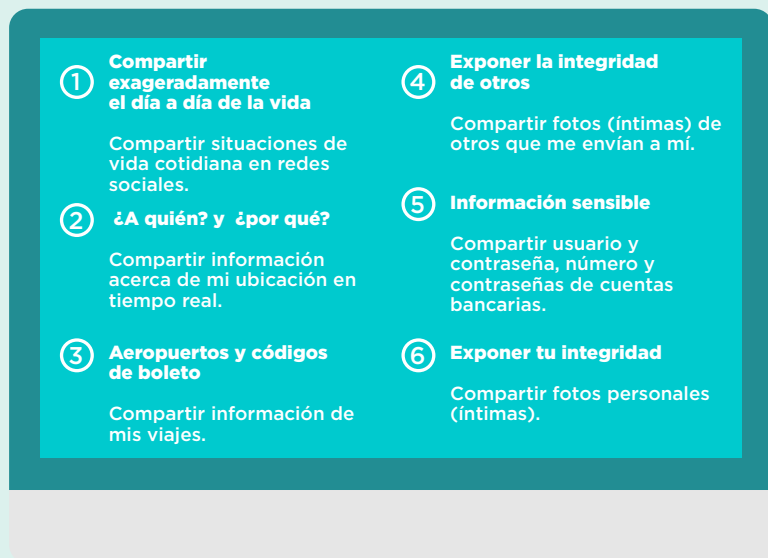 1
Compartir
exageradamente
el día a día de la vida
Compartir situaciones de
vida cotidiana en redes
sociales.
2
¿A quién? y ¿por qué?
Compartir información
acerca de mi ubicación en
tiempo real.
3
Aeropuertos y códigos
de boleto
Compartir información de
mis viajes.
4
Exponer la integridad
de otros
Compartir fotos (íntimas) de
otros que me envían a mí.
5
Información sensible
Compartir usuario y
contraseña, número y
contraseñas de cuentas
bancarias.
6
Exponer tu integridad
Compartir fotos personales
(íntimas).